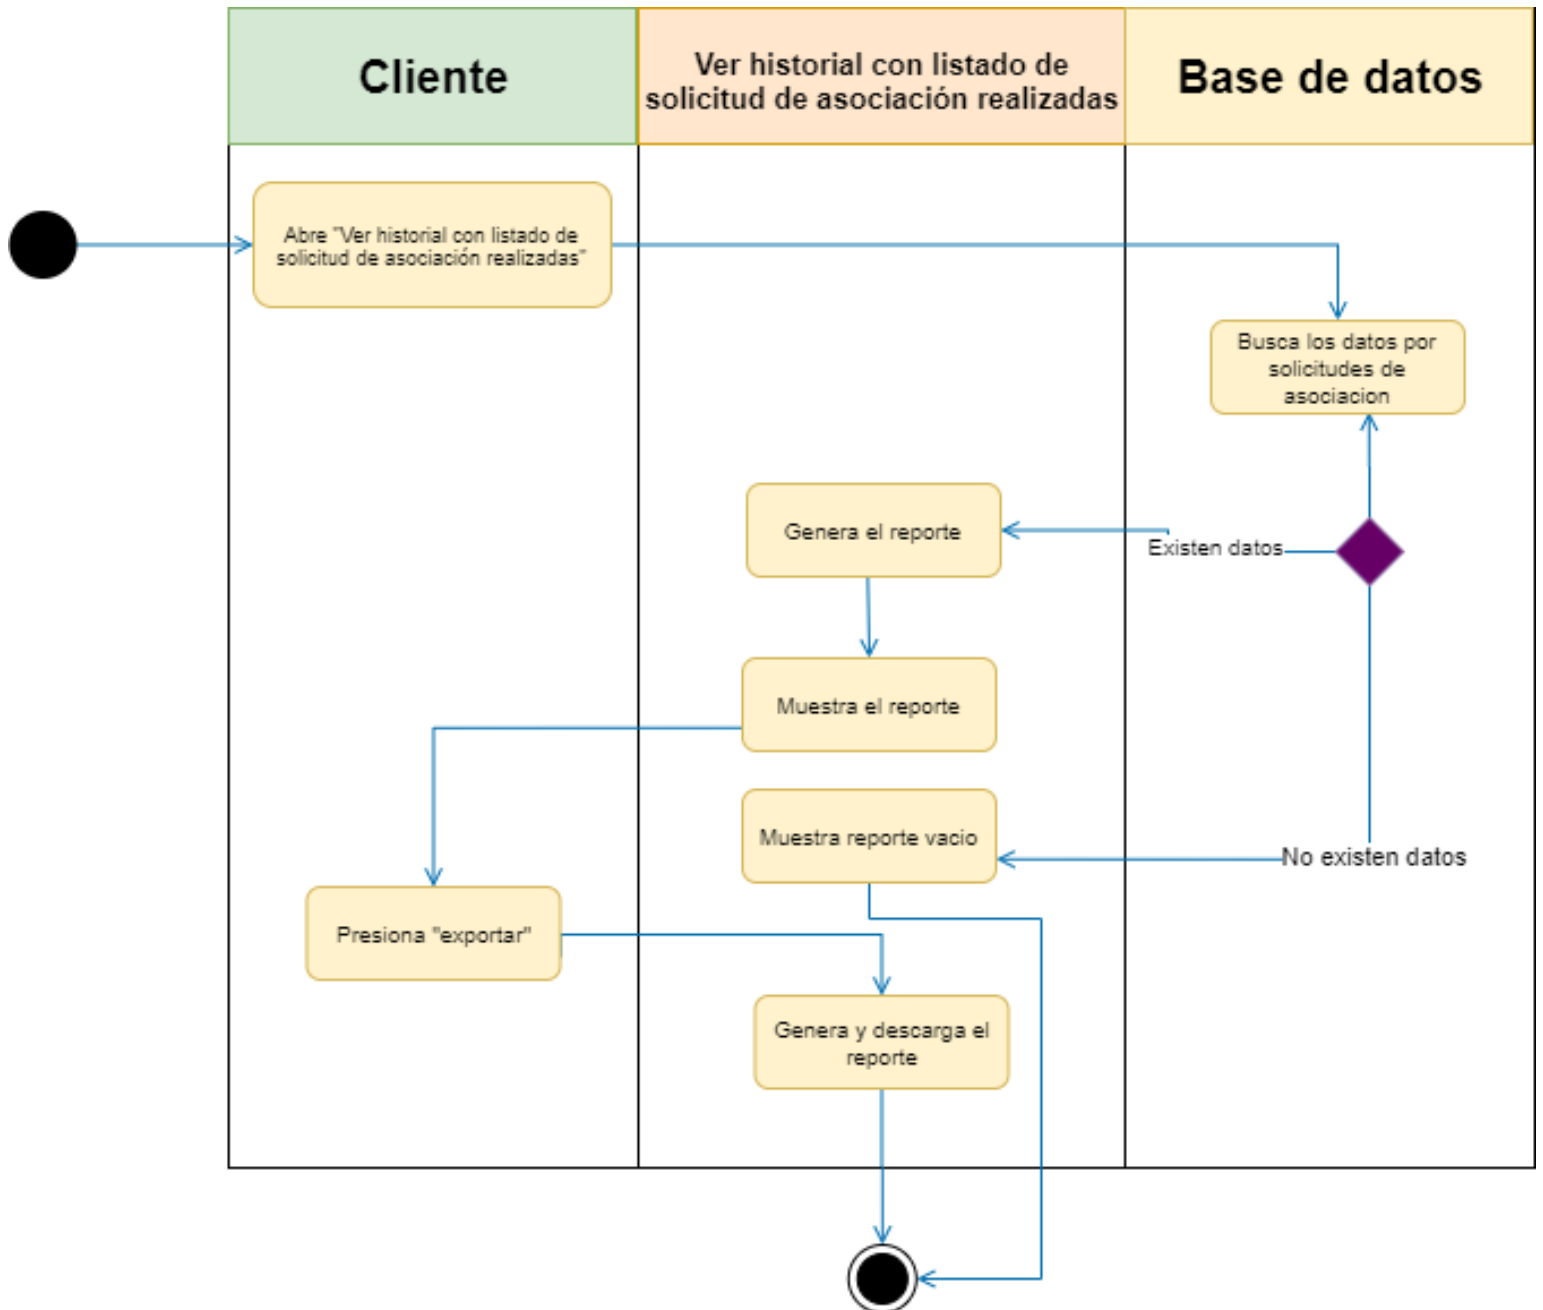 Cliente
Ver historial con listado de
solicitud de asociación realizadas
Base de datos
Abre "Ver historial con listado de
solicitud de asociación realizadas"
Busca los datos por
solicitudes de
asociacion
Genera el reporte
Existen datos
Muestra el reporte
Muestra reporte vacio
No existen datos
Presiona "exportar"
Genera y descarga el
reporte